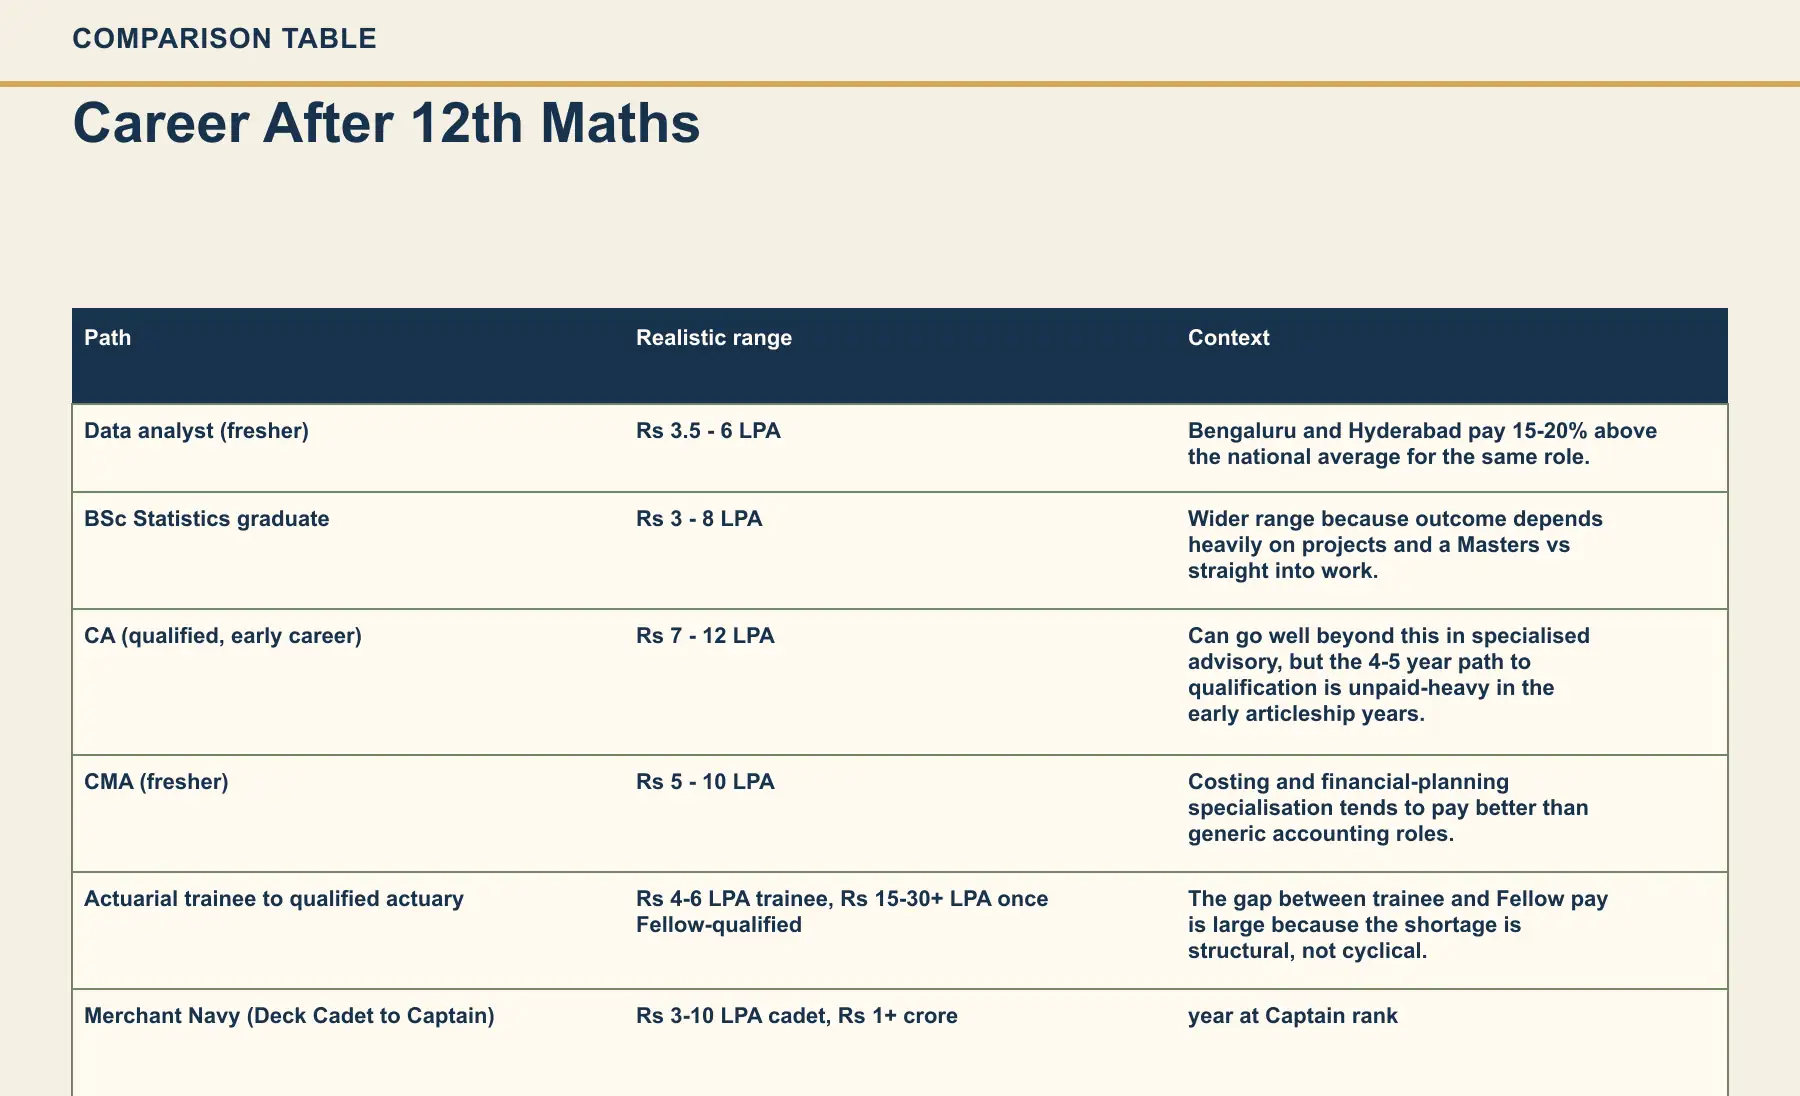 COMPARISON TABLE
Career After 12th Maths
Path
Realistic range
Context
Data analyst (fresher)
Rs 3.5 - 6 LPA
Bengaluru and Hyderabad pay 15-20% above
the national average for the same role.
BSc Statistics graduate
Rs 3 - 8 LPA
Wider range because outcome depends
heavily on projects and a Masters vs
straight into work.
CA (qualified, early career)
Rs 7 - 12 LPA
Can go well beyond this in specialised
advisory, but the 4-5 year path to
qualification is unpaid-heavy in the
early articleship years.
CMA (fresher)
Rs 5 - 10 LPA
Costing and financial-planning
specialisation tends to pay better than
generic accounting roles.
Actuarial trainee to qualified actuary
Rs 4-6 LPA trainee, Rs 15-30+ LPA once
Fellow-qualified
The gap between trainee and Fellow pay
is large because the shortage is
structural, not cyclical.
Merchant Navy (Deck Cadet to Captain)
Rs 3-10 LPA cadet, Rs 1+ crore
year at Captain rank